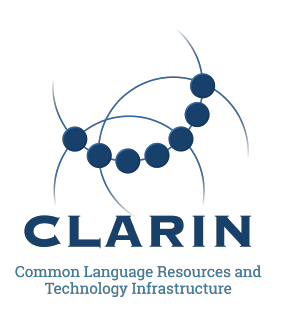 CLARIN
Common Language Resources and
Technology Infrastructure